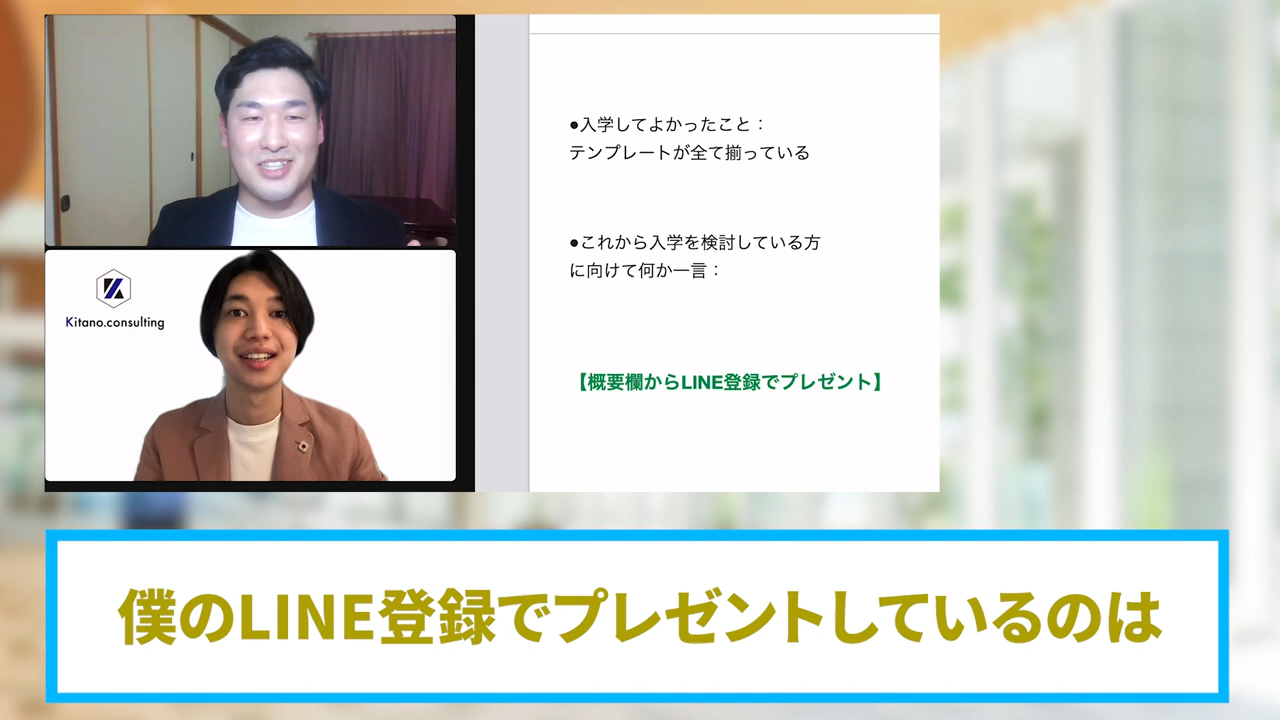 ●入学してよかったこと：
テンプレートが全て揃っている
●これから入学を検討している方
に向けて何か一言：
【概要欄からLINE登録でプレゼント】
Kitano.consulting
僕のLINE登録でプレゼントしているのは